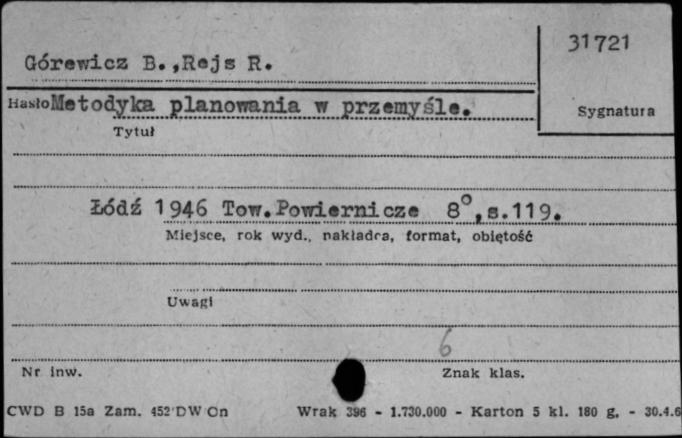 31721
Górewicz B.,Rejs R.
Hasło Metodyka planowania w przemyśle.
Sygnatura
Tytuł
Łódź 1946 Tow.Powiernicze 8°,s.119.
Miejsce, rok wyd., nakładca, format, objętość
Uwagi
6
Nr inw.
Znak klas.
CWD B 15a Zam. 452 DW Cn Wrak 396 - 1.730.000 - Karton 5 kl. 180 g. - 30.4.6